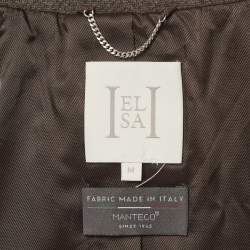 H
EL
SA
M
FABRIC MADE IN ITALY
MANTECO®
SINCE 1943